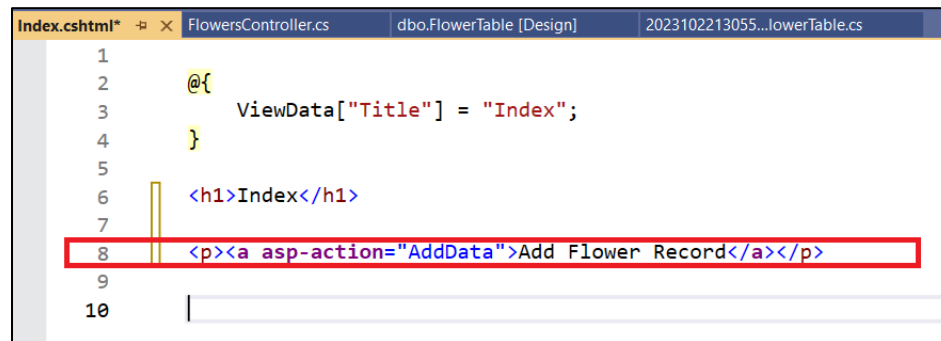 Index.cshtml* FlowersController.cs dbo.FlowerTable [Design] 2023102213055...lowerTable.cs
1
2 @{
3 ViewData["Title"] = "Index";
4 }
5
6 <h1>Index</h1>
7
8 <p><a asp-action="AddData">Add Flower Record</a></p>
9
10